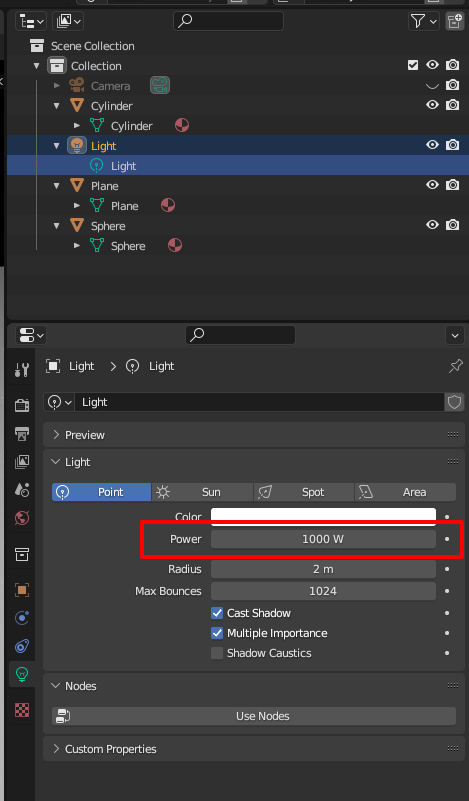 Scene Collection
Collection
Camera
Cylinder
Cylinder
Light
Light
Plane
Plane
Sphere
Sphere
Light > Light
Light
Preview
Light
Point Sun Spot Area
Color
Power 1000 W
Radius 2 m
Max Bounces 1024
Cast Shadow
Multiple Importance
Shadow Caustics
Nodes
Use Nodes
Custom Properties